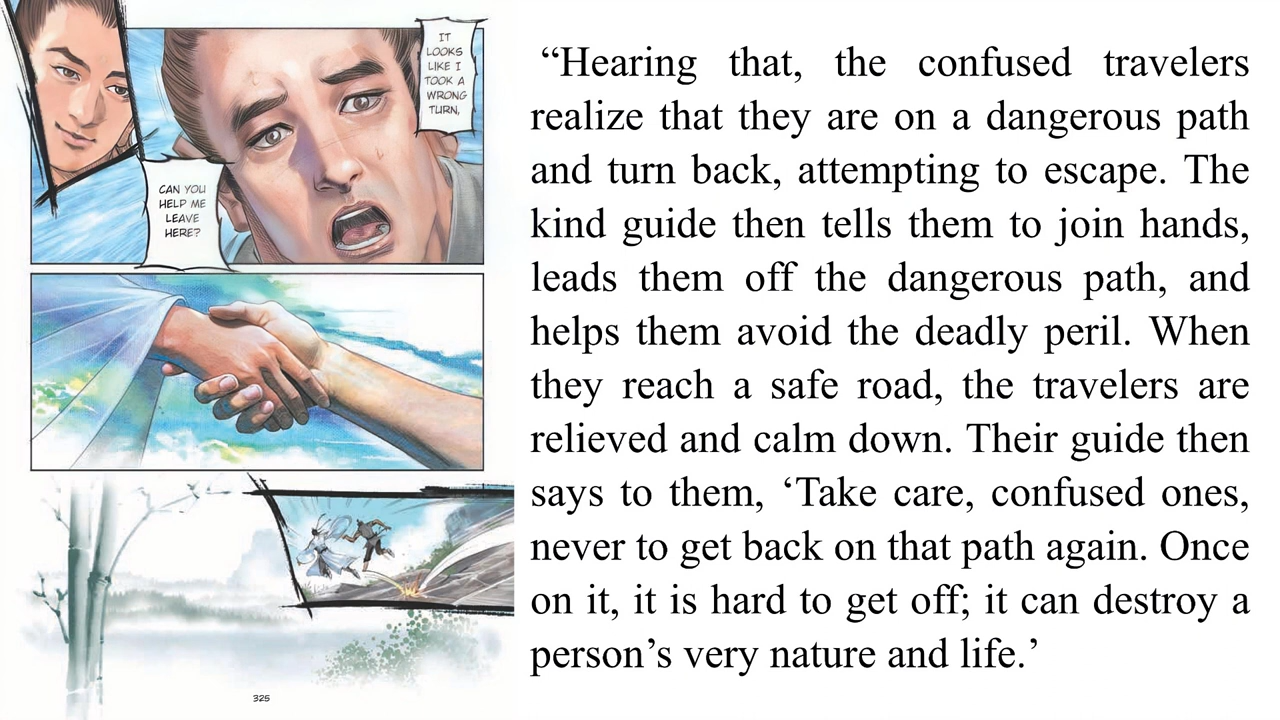 IT
LOOKS
LIKE I
TOOK A
WRONG
TURN,
CAN YOU
HELP ME
LEAVE
HERE?
325
“Hearing that, the confused travelers
realize that they are on a dangerous path
and turn back, attempting to escape. The
kind guide then tells them to join hands,
leads them off the dangerous path, and
helps them avoid the deadly peril. When
they reach a safe road, the travelers are
relieved and calm down. Their guide then
says to them, ‘Take care, confused ones,
never to get back on that path again. Once
on it, it is hard to get off; it can destroy a
person’s very nature and life.’